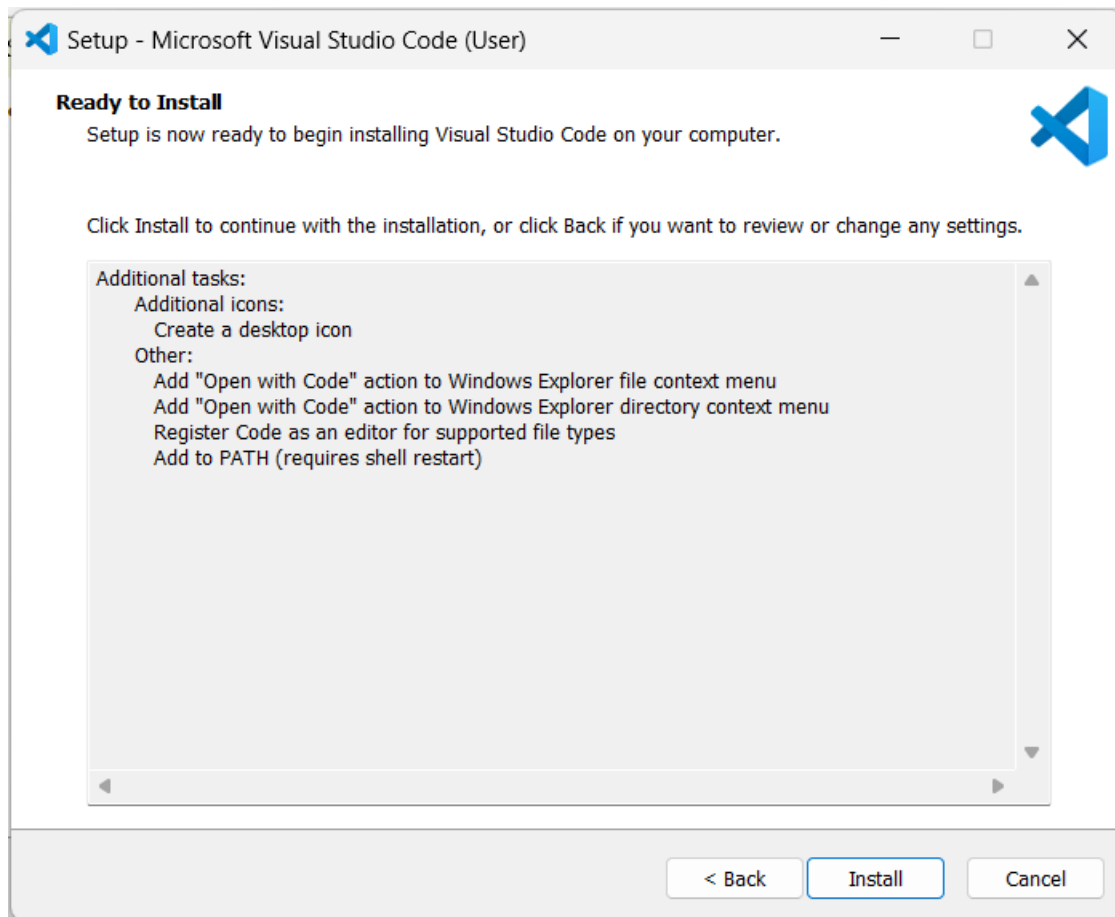 Setup - Microsoft Visual Studio Code (User)
Ready to Install
Setup is now ready to begin installing Visual Studio Code on your computer.
Click Install to continue with the installation, or click Back if you want to review or change any settings.
Additional tasks:
Additional icons:
Create a desktop icon
Other:
Add "Open with Code" action to Windows Explorer file context menu
Add "Open with Code" action to Windows Explorer directory context menu
Register Code as an editor for supported file types
Add to PATH (requires shell restart)
< Back
Install
Cancel